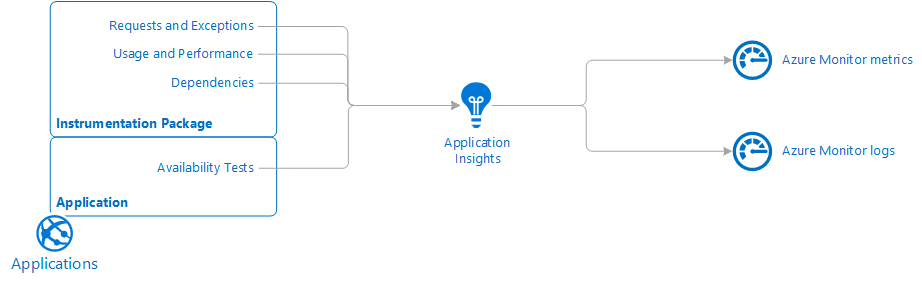 Requests and Exceptions
Usage and Performance
Dependencies
Instrumentation Package
Availability Tests
Application
Applications
Application
Insights
Azure Monitor metrics
Azure Monitor logs